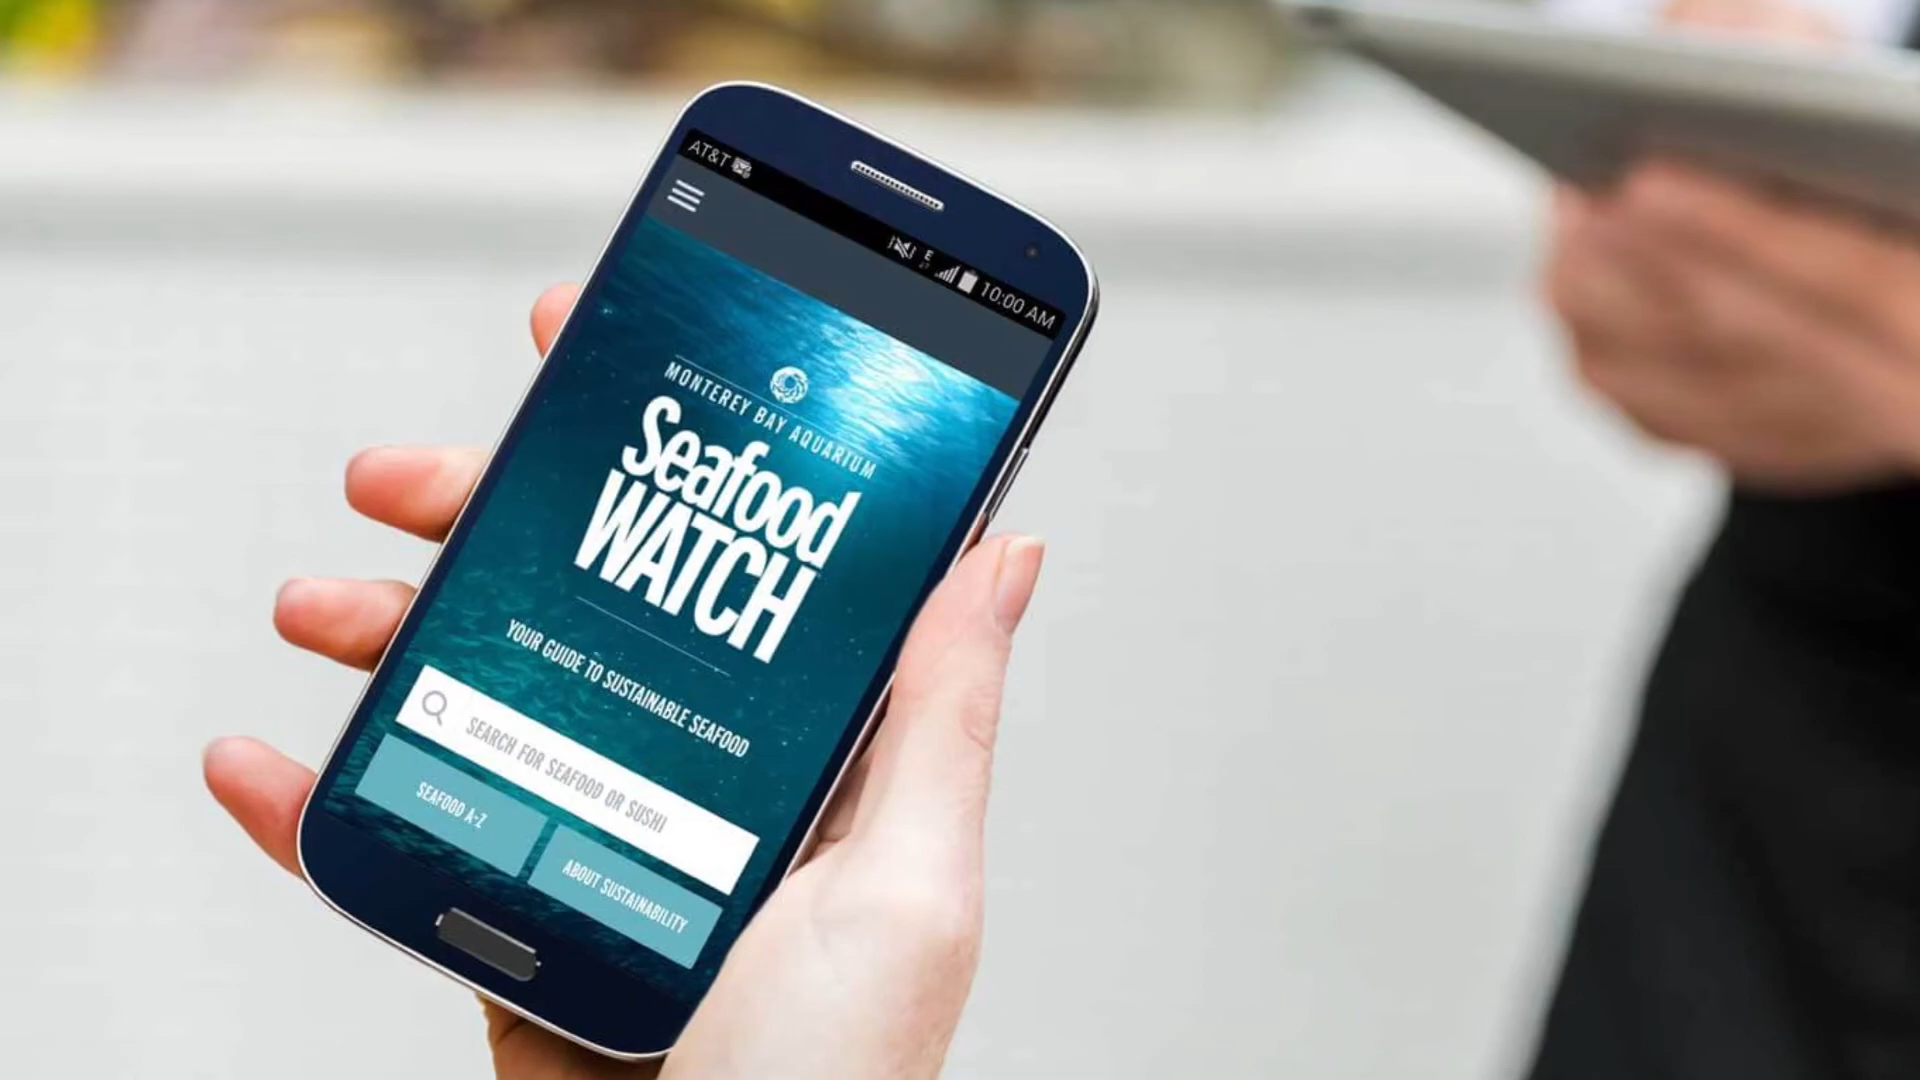 AT&T
E
10:00 AM
MONTEREY BAY AQUARIUM
Seafood
WATCH
YOUR GUIDE TO SUSTAINABLE SEAFOOD
SEARCH FOR SEAFOOD OR SUSHI
SEAFOOD A-Z
ABOUT SUSTAINABILITY